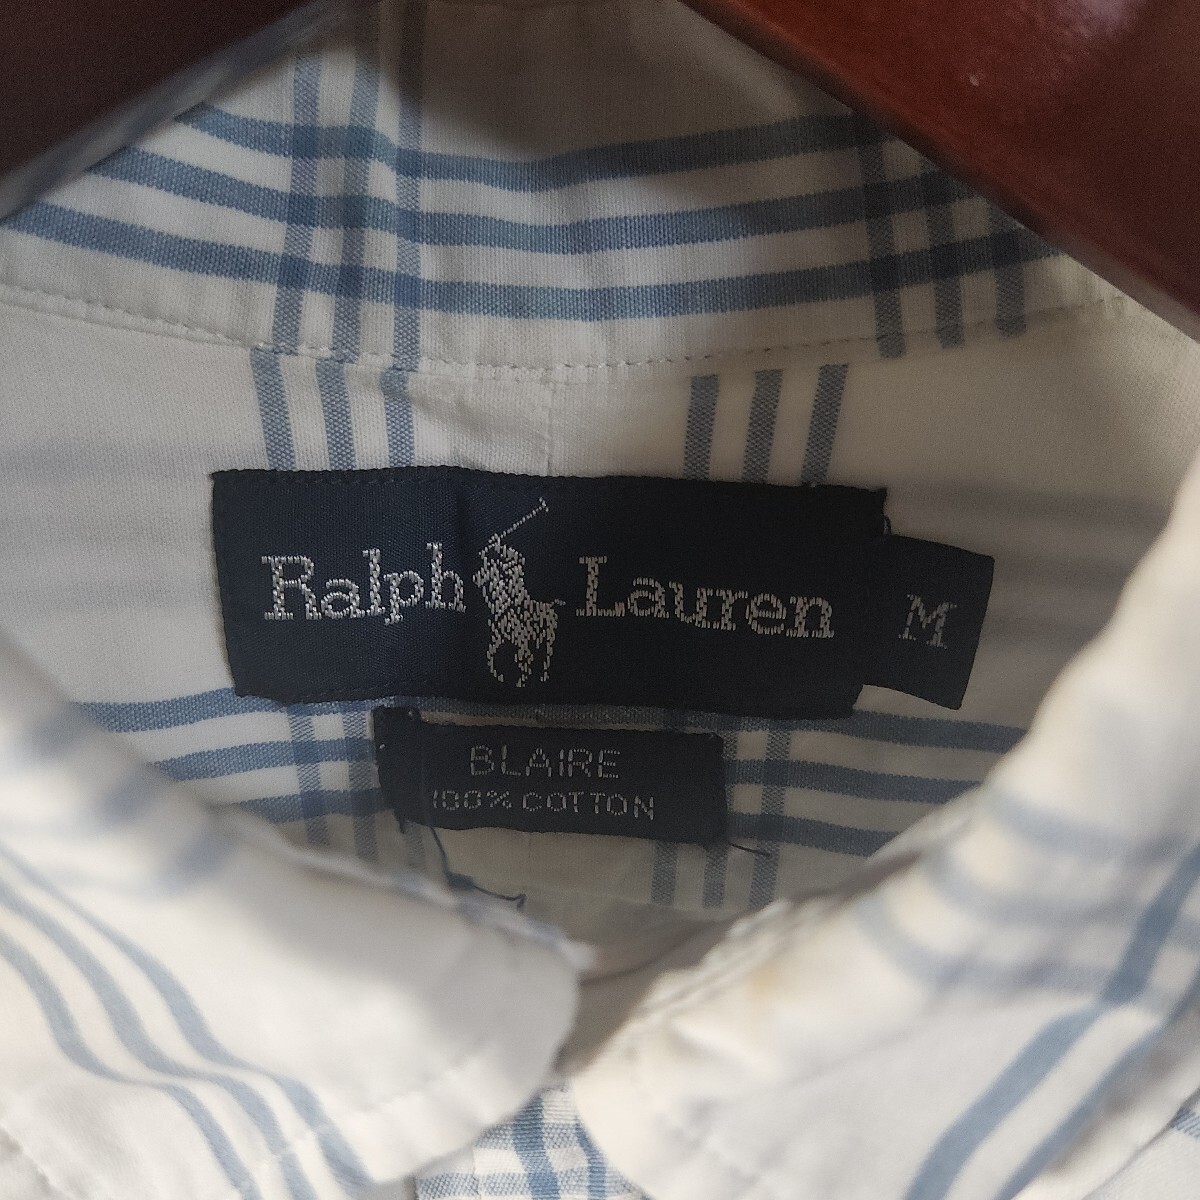 Ralph Lauren
M
BLAIRE
100% COTTON